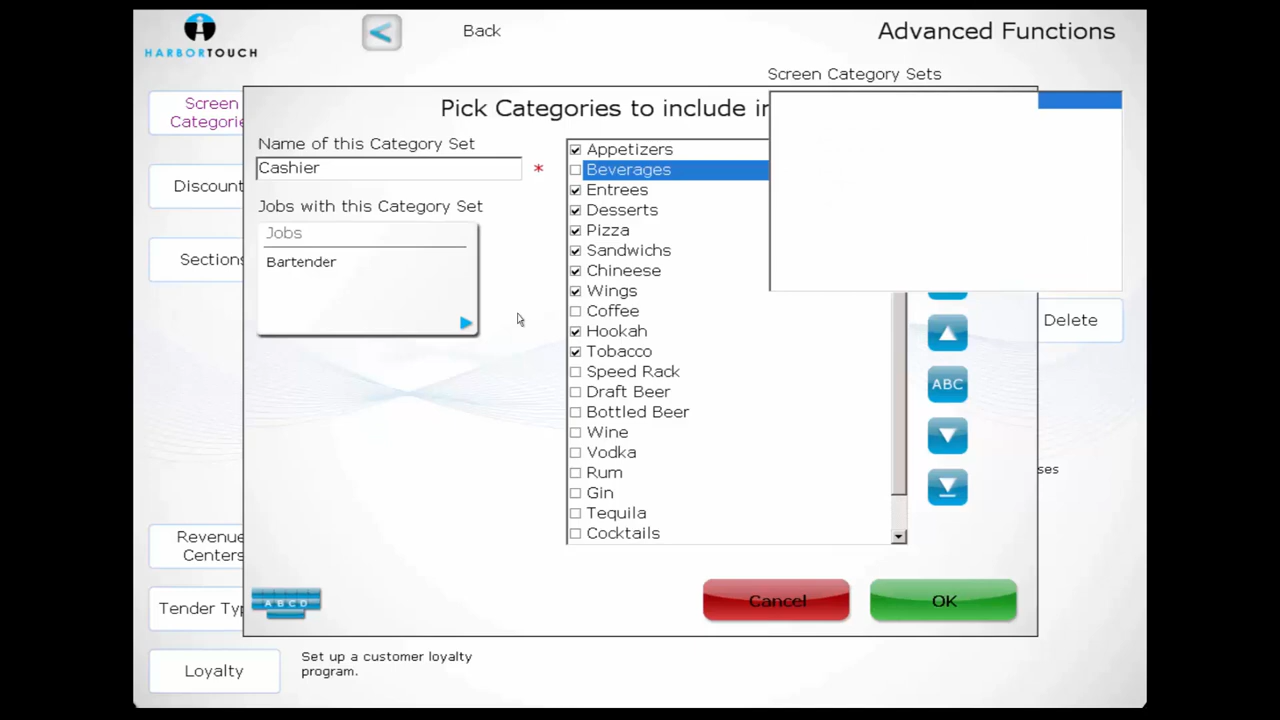 HARBORTOUCH
Back
Advanced Functions
Screen Category Sets
Screen
Categorie
Pick Categories to include in
Name of this Category Set
Cashier
*
Jobs with this Category Set
Jobs
Bartender
Appetizers
Beverages
Entrees
Desserts
Pizza
Sandwichs
Chineese
Wings
Coffee
Hookah
Tobacco
Speed Rack
Draft Beer
Bottled Beer
Wine
Vodka
Rum
Gin
Tequila
Cocktails
Discount
Sections
ABC
Delete
ses
Revenue
Centers
Tender Typ
ABCD
Cancel
OK
Loyalty
Set up a customer loyalty
program.